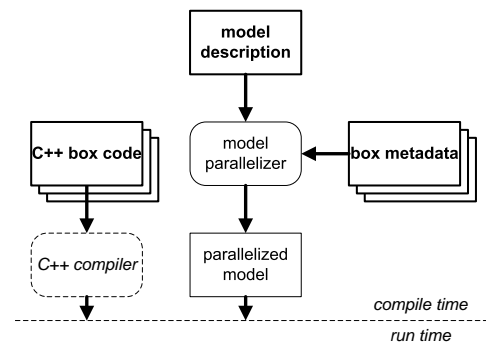 model
description
C++ box code
model
parallelizer
box metadata
C++ compiler
parallelized
model
compile time
run time